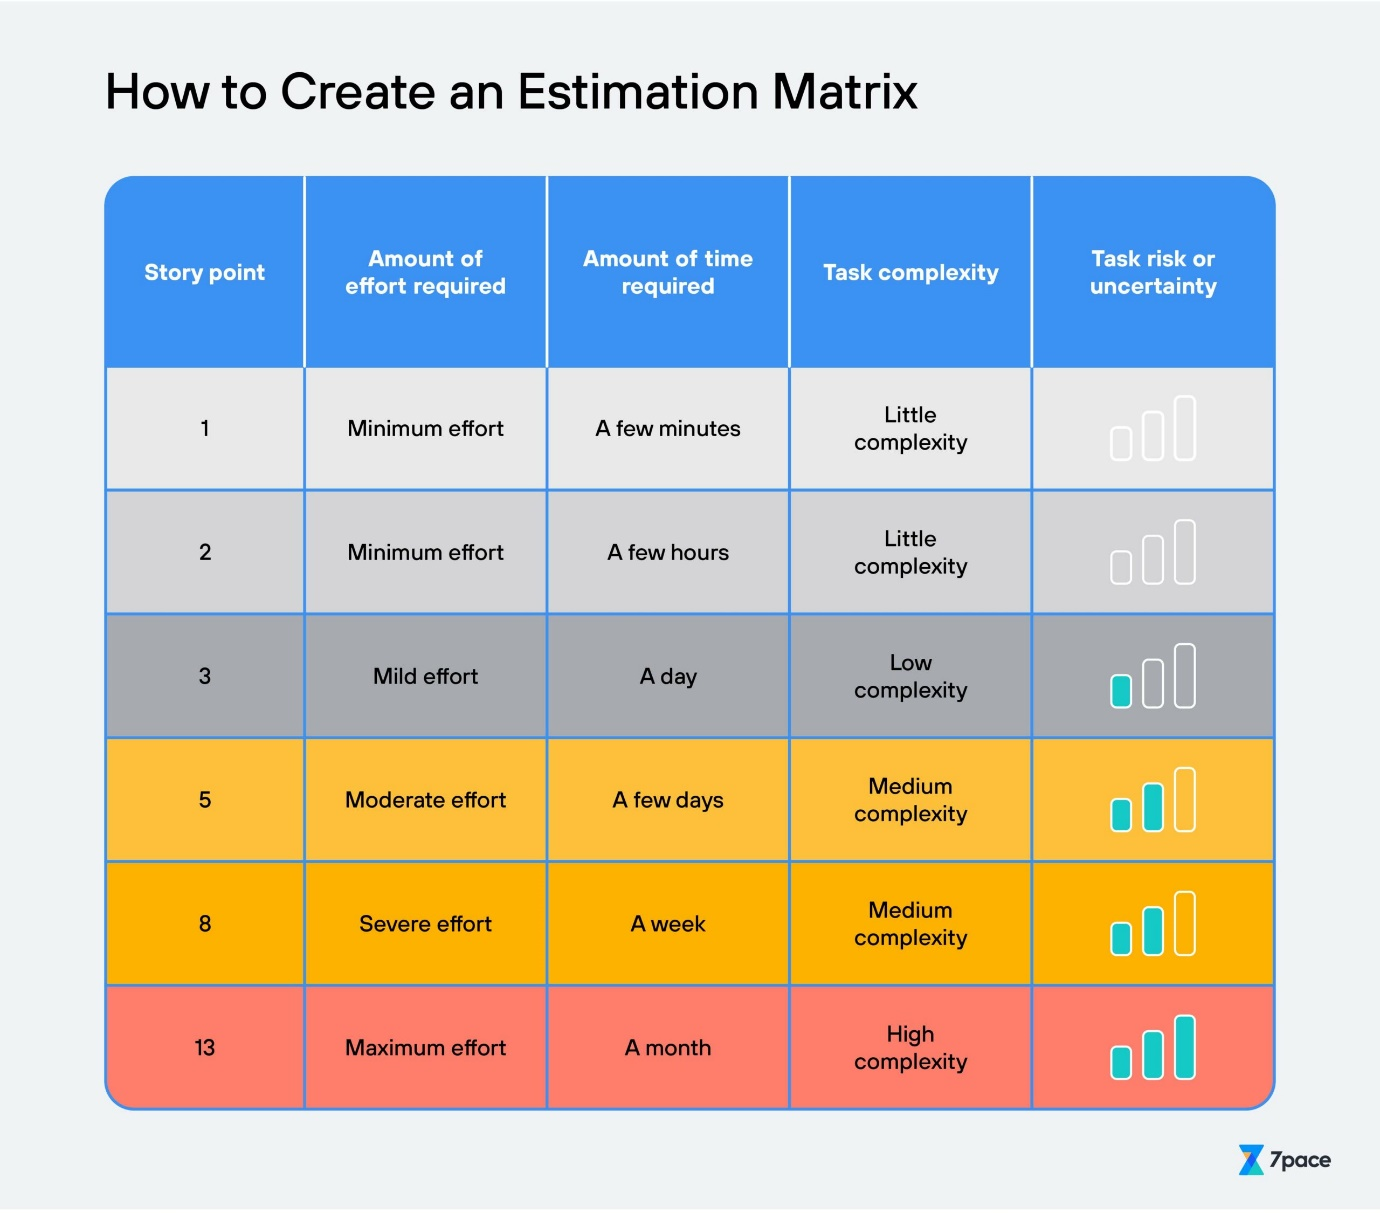 How to Create an Estimation Matrix
Story point
Amount of
effort required
Amount of time
required
Task complexity
Task risk or
uncertainty
1
Minimum effort
A few minutes
Little
complexity
2
Minimum effort
A few hours
Little
complexity
3
Mild effort
A day
Low
complexity
5
Moderate effort
A few days
Medium
complexity
8
Severe effort
A week
Medium
complexity
13
Maximum effort
A month
High
complexity
7pace